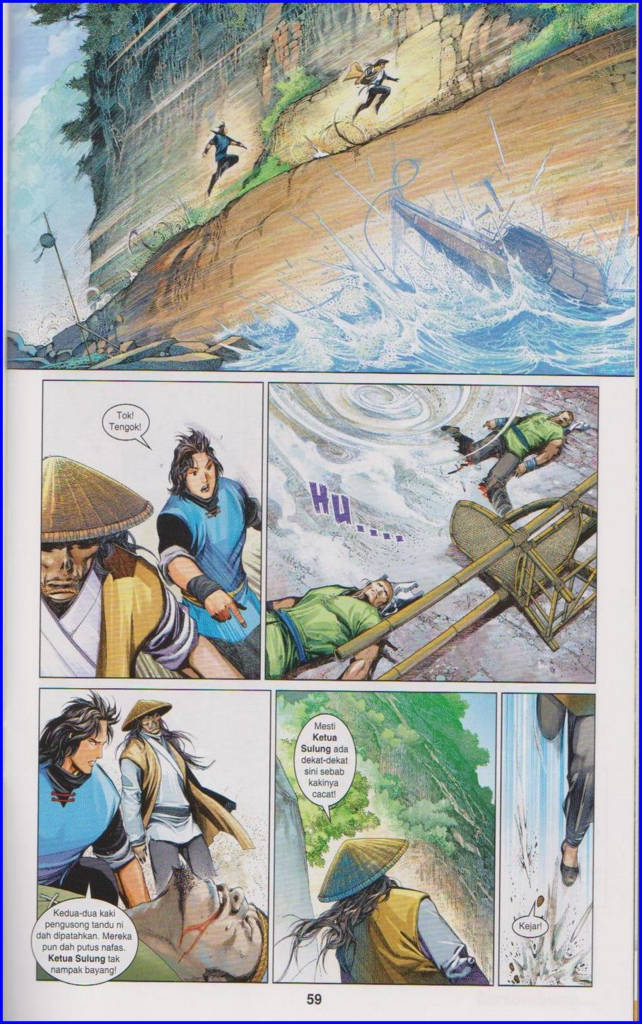 Tok!
Tengok!
HU....
Kedua-dua kaki
pengusong tandu ni
dah dipatahkan. Mereka
pun dah putus nafas.
Ketua Sulung tak
nampak bayang!
Mesti
Ketua
Sulung ada
dekat-dekat
sini sebab
kakinya
cacat!
Kejar!
59